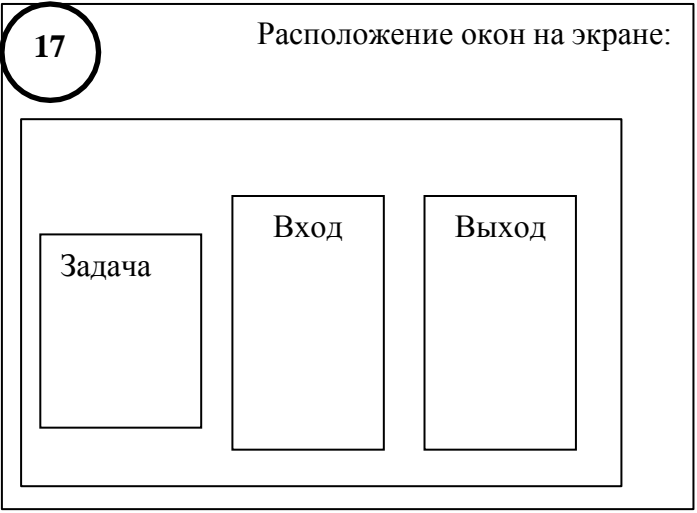 17
Расположение окон на экране:
Вход
Выход
Задача